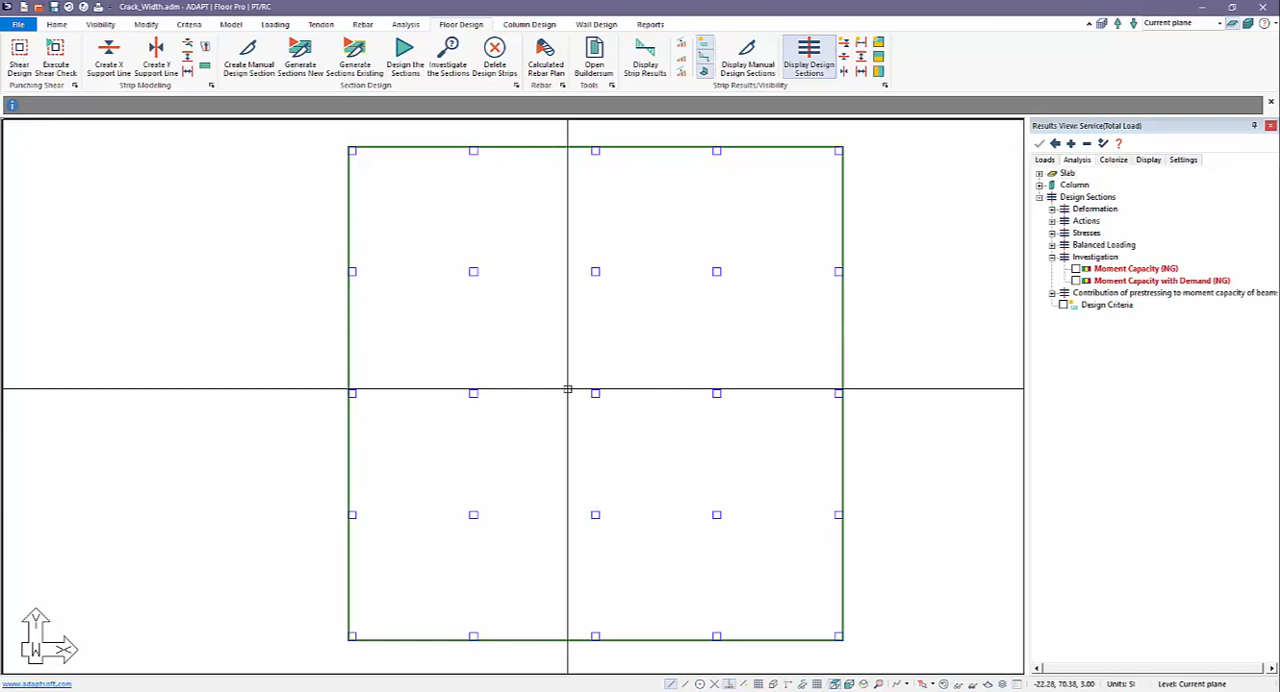 Crack_Width.adm - ADAPT | Floor Pro | PT/RC
File Home Visibility Modify Criteria Model Loading Tendon Rebar Analysis Floor Design Column Design Wall Design Reports Current plane
Shear Design
Execute Shear Check
Create X Support Line
Create Y Support Line
Create Manual Design Section
Generate Sections New
Generate Sections Existing
Design the Sections
Investigate the Sections
Delete Design Strips
Calculated Rebar Plan
Open Buildersum
Display Strip Results
Display Manual Design Sections
Display Design Sections
Punching Shear Strip Modeling Section Design Rebar Tools Strip Results/Visibility
Results View: Service(Total Load)
Loads Analysis Colorize Display Settings
Slab
Column
Design Sections
Deformation
Actions
Stresses
Balanced Loading
Investigation
Moment Capacity (NG)
Moment Capacity with Demand (NG)
Contribution of prestressing to moment capacity of beams
Design Criteria
Y
W X
www.adaptsoft.com -22.28, 70.38, 3.00 Units: SI Level: Current plane